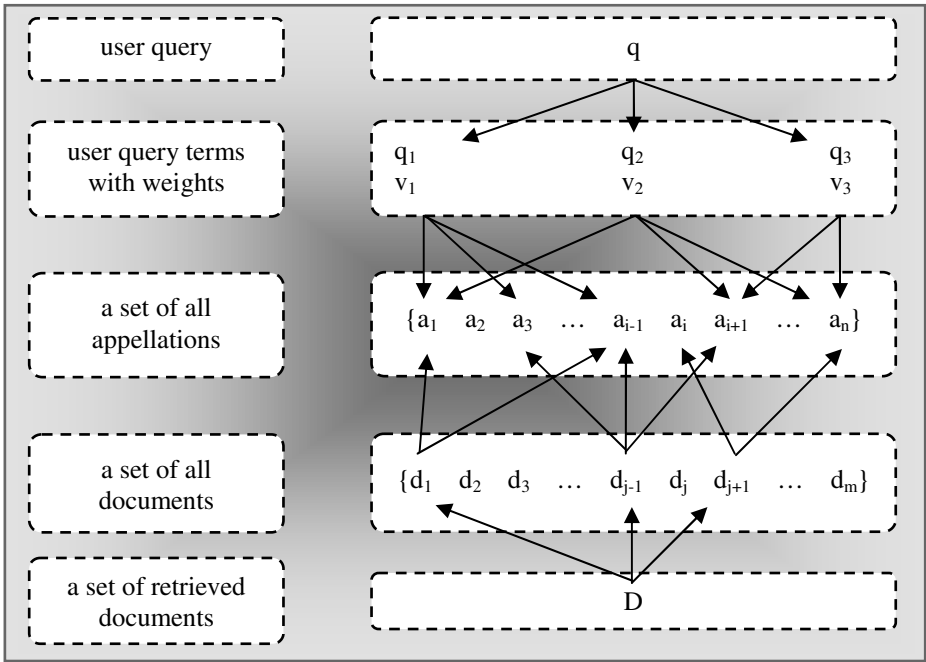 user query
q
user query terms
with weights
q₁ q₂ q₃
v₁ v₂ v₃
a set of all
appellations
{a₁ a₂ a₃ … aᵢ₋₁ aᵢ aᵢ₊₁ … aₙ}
a set of all
documents
{d₁ d₂ d₃ … dⱼ₋₁ dⱼ dⱼ₊₁ … dₘ}
a set of retrieved
documents
D